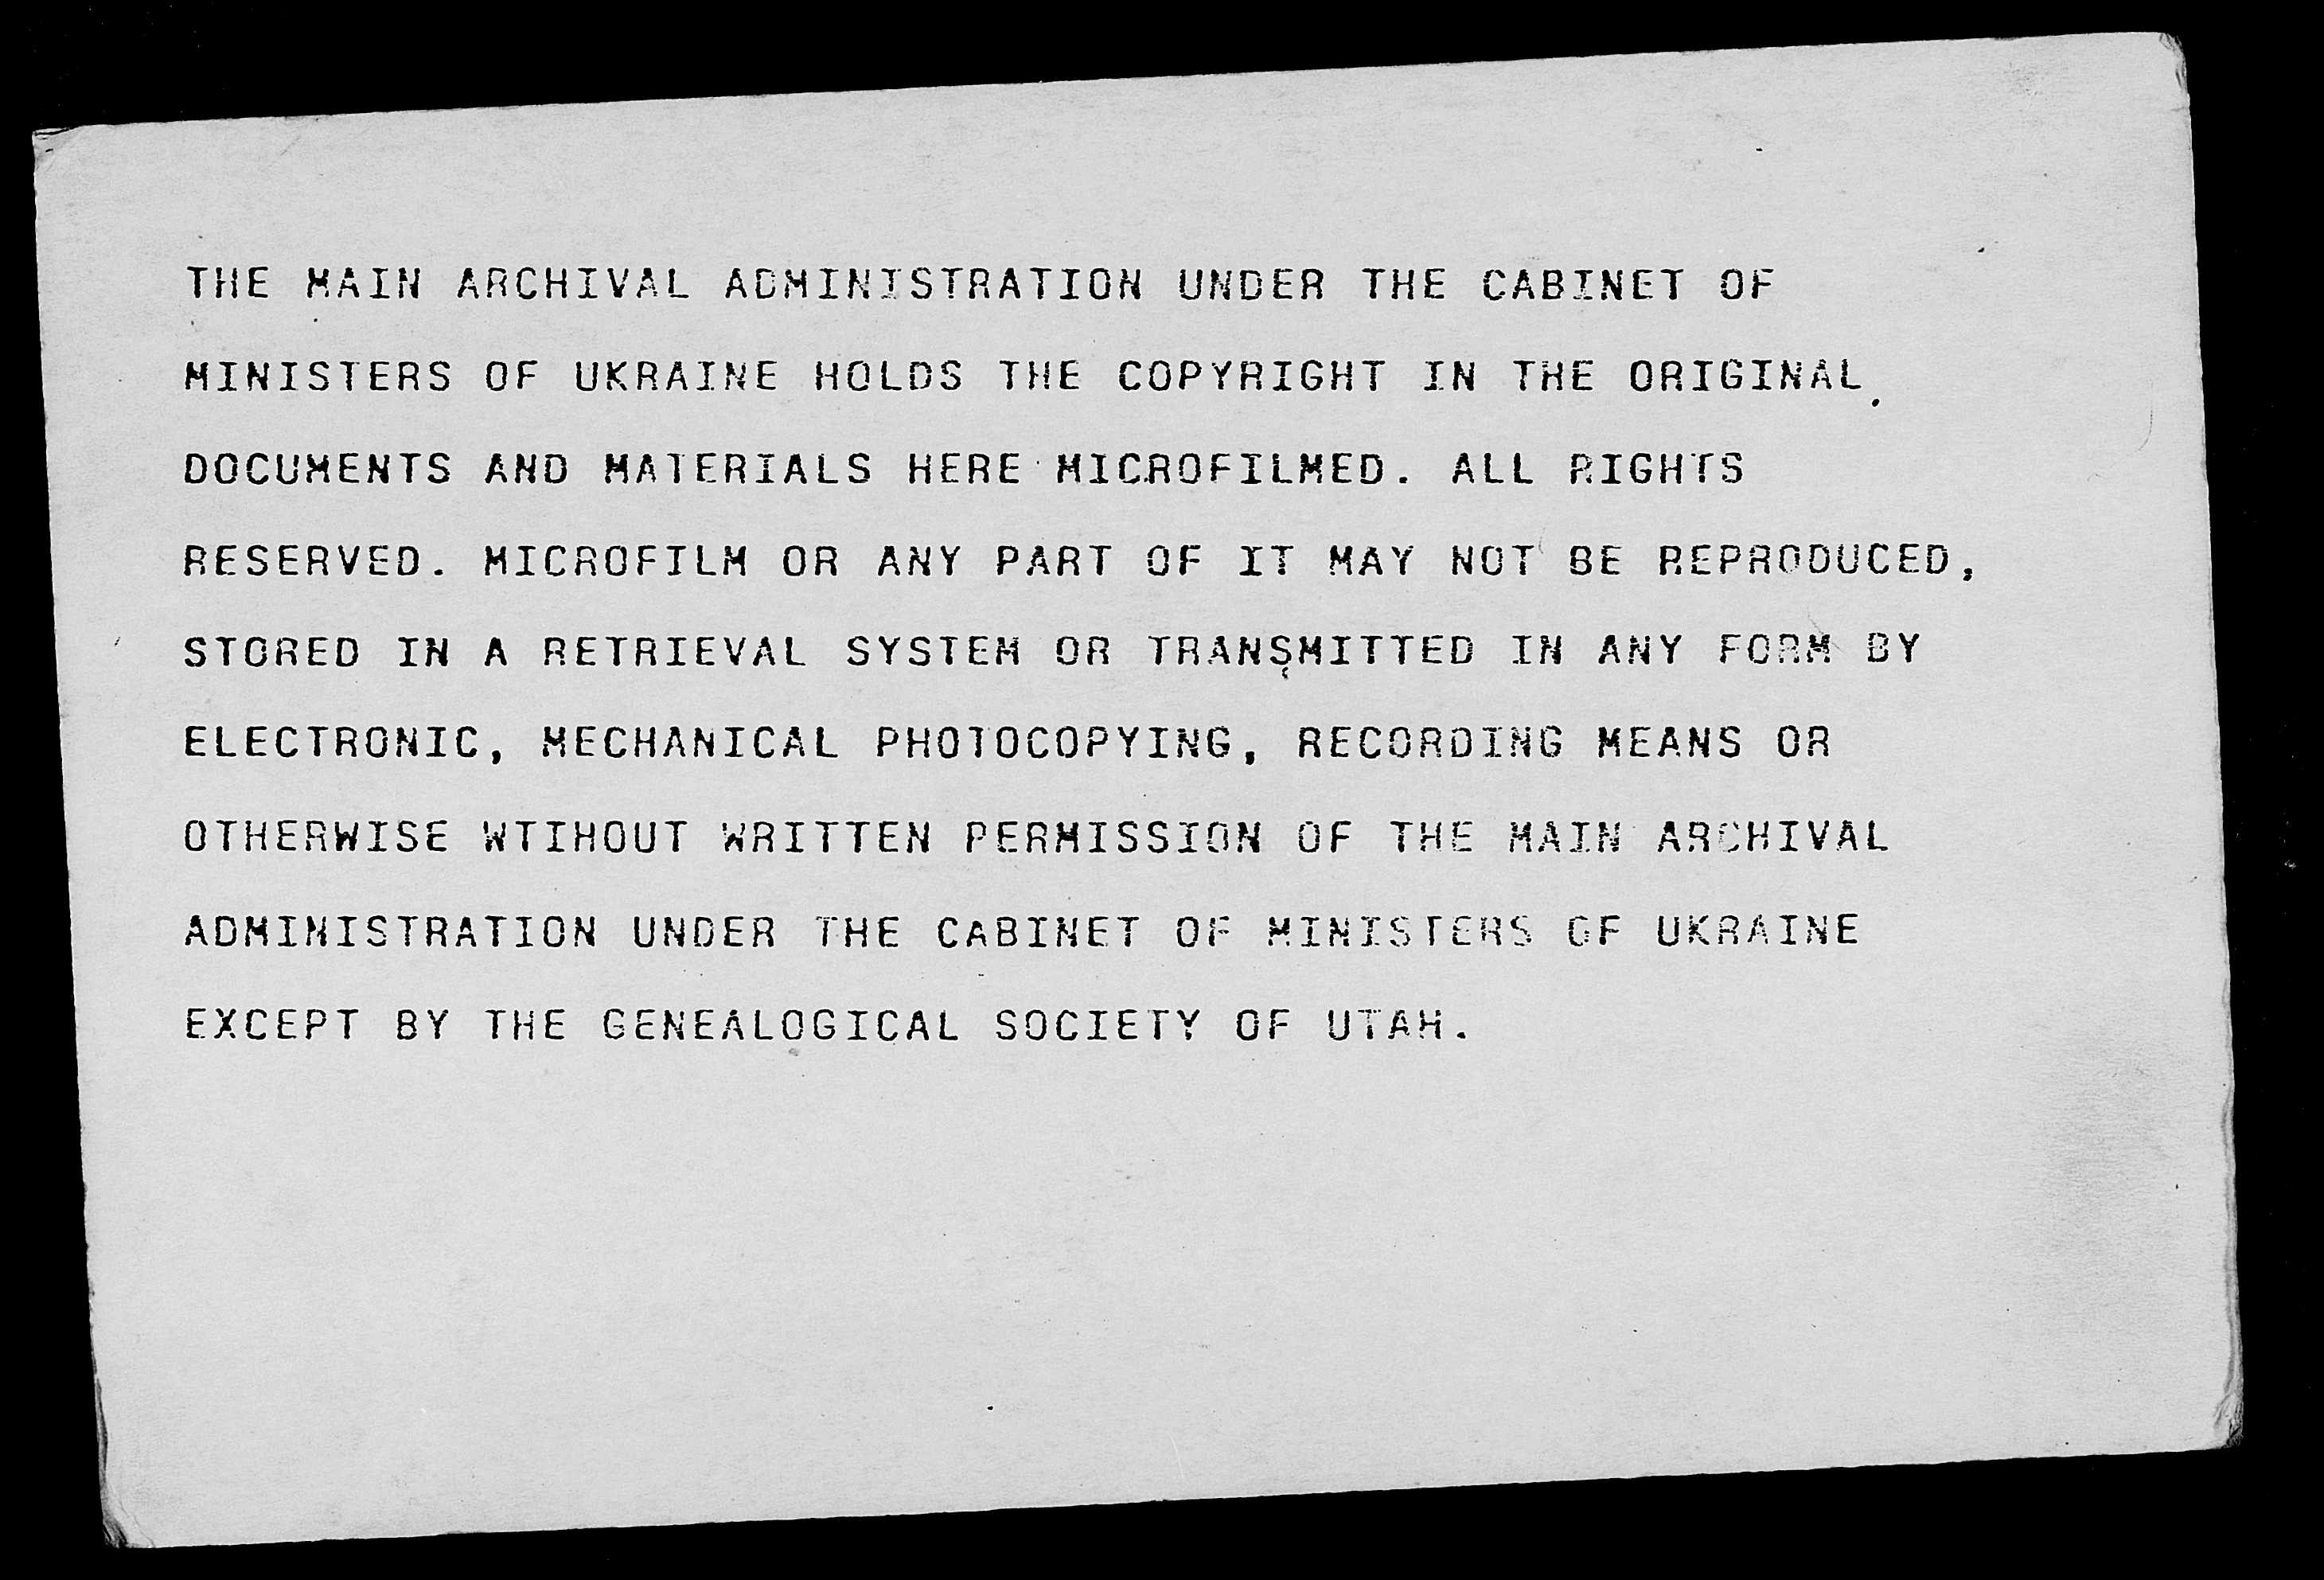 THE MAIN ARCHIVAL ADMINISTRATION UNDER THE CABINET OF
MINISTERS OF UKRAINE HOLDS THE COPYRIGHT IN THE ORIGINAL
DOCUMENTS AND MATERIALS HERE MICROFILMED. ALL RIGHTS
RESERVED. MICROFILM OR ANY PART OF IT MAY NOT BE REPRODUCED,
STORED IN A RETRIEVAL SYSTEM OR TRANSMITTED IN ANY FORM BY
ELECTRONIC, MECHANICAL PHOTOCOPYING, RECORDING MEANS OR
OTHERWISE WTIHOUT WRITTEN PERMISSION OF THE MAIN ARCHIVAL
ADMINISTRATION UNDER THE CABINET OF MINISTERS OF UKRAINE
EXCEPT BY THE GENEALOGICAL SOCIETY OF UTAH.